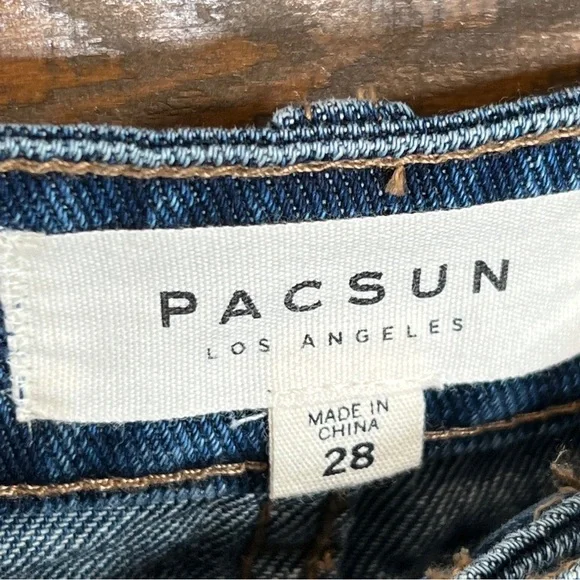 PACSUN
LOS ANGELES
MADE IN
CHINA
28